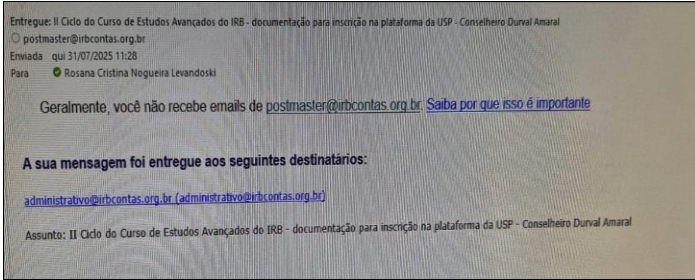 Entregue: II Ciclo do Curso de Estudos Avançados do IRB - documentação para inscrição na plataforma da USP - Conselheiro Durval Amaral
postmaster@irbcontas.org.br
Enviada qui 31/07/2025 11:28
Para Rosana Cristina Nogueira Levandoski
Geralmente, você não recebe emails de postmaster@irbcontas.org.br. Saiba por que isso é importante
A sua mensagem foi entregue aos seguintes destinatários:
administrativo@irbcontas.org.br (administrativo@irbcontas.org.br)
Assunto: II Ciclo do Curso de Estudos Avançados do IRB - documentação para inscrição na plataforma da USP - Conselheiro Durval Amaral